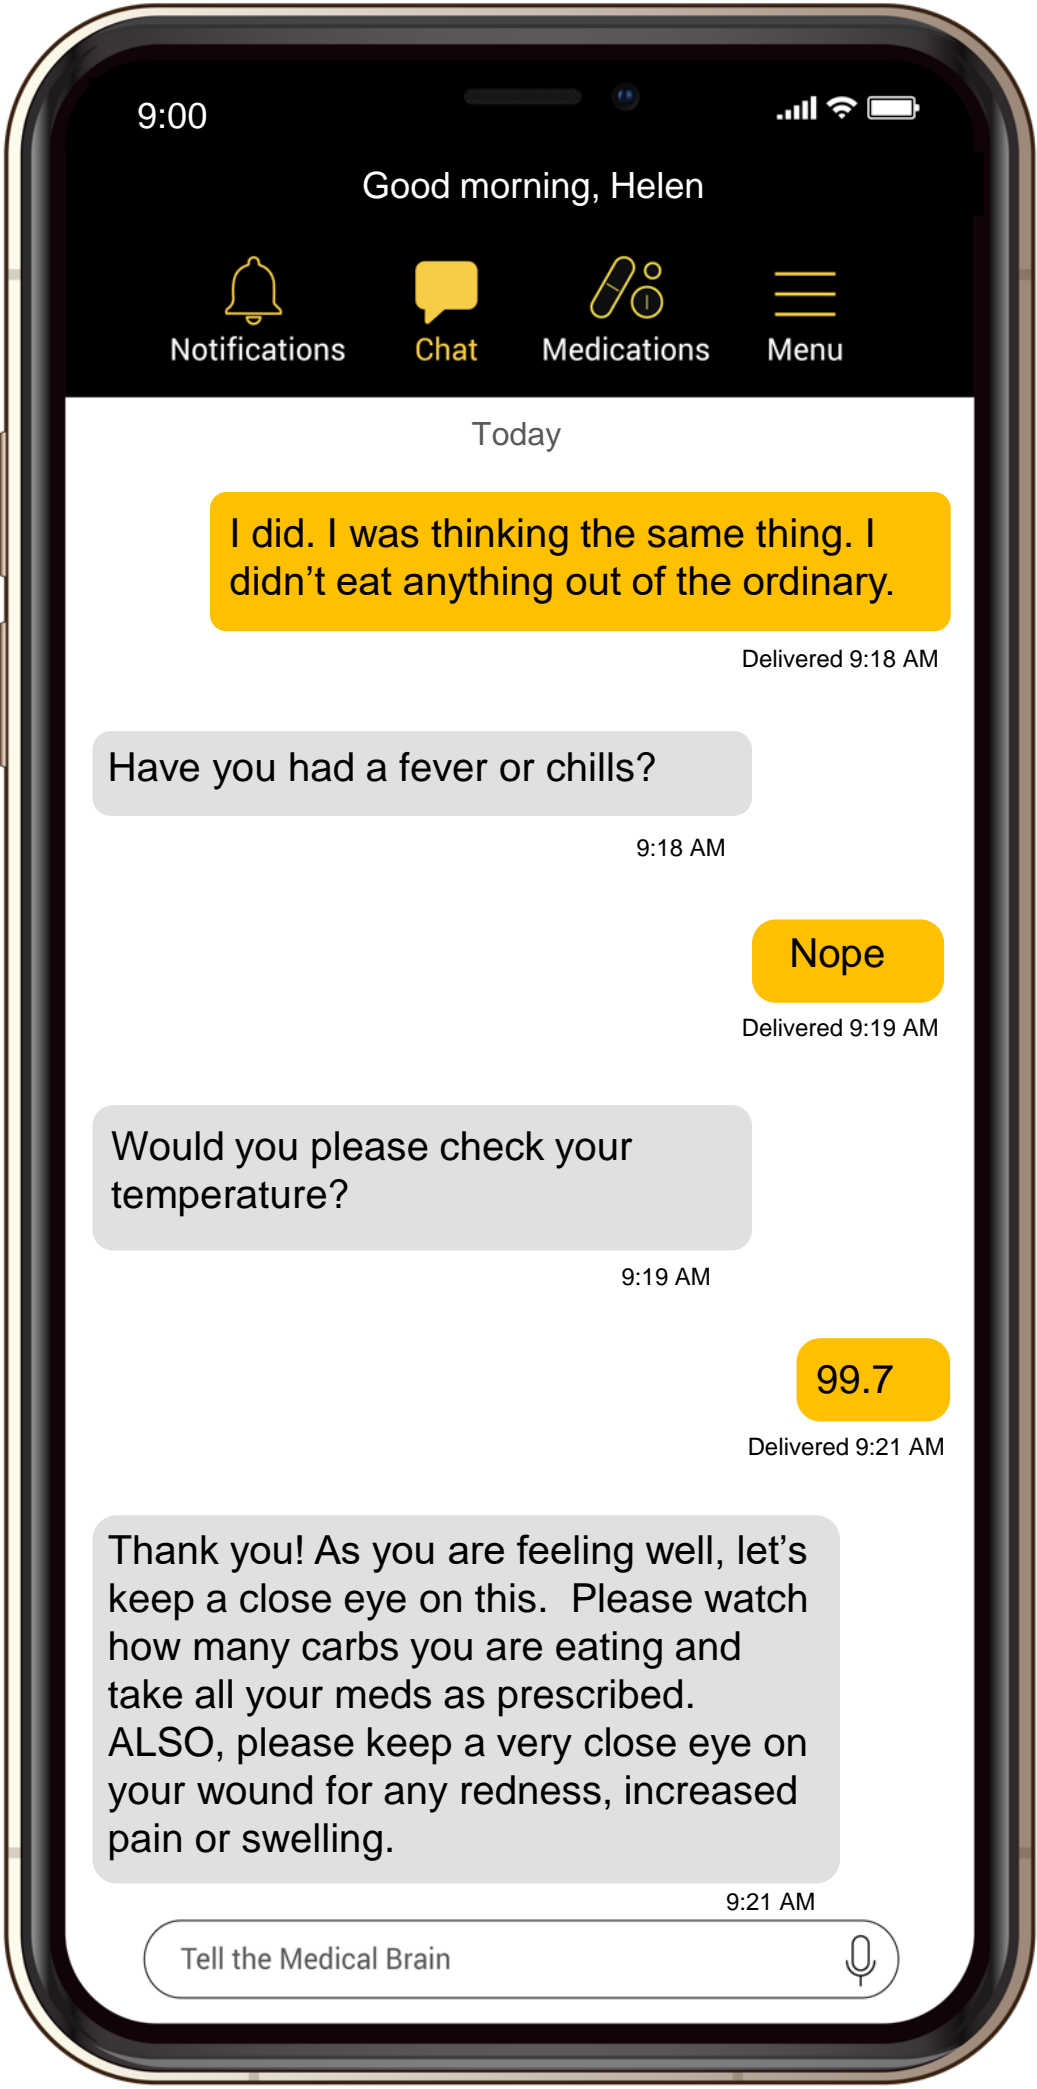 9:00
Good morning, Helen
Notifications
Chat
Medications
Menu
Today
I did. I was thinking the same thing. I
didn’t eat anything out of the ordinary.
Delivered 9:18 AM
Have you had a fever or chills?
9:18 AM
Nope
Delivered 9:19 AM
Would you please check your
temperature?
9:19 AM
99.7
Delivered 9:21 AM
Thank you! As you are feeling well, let’s
keep a close eye on this.  Please watch
how many carbs you are eating and
take all your meds as prescribed.
ALSO, please keep a very close eye on
your wound for any redness, increased
pain or swelling.
9:21 AM
Tell the Medical Brain